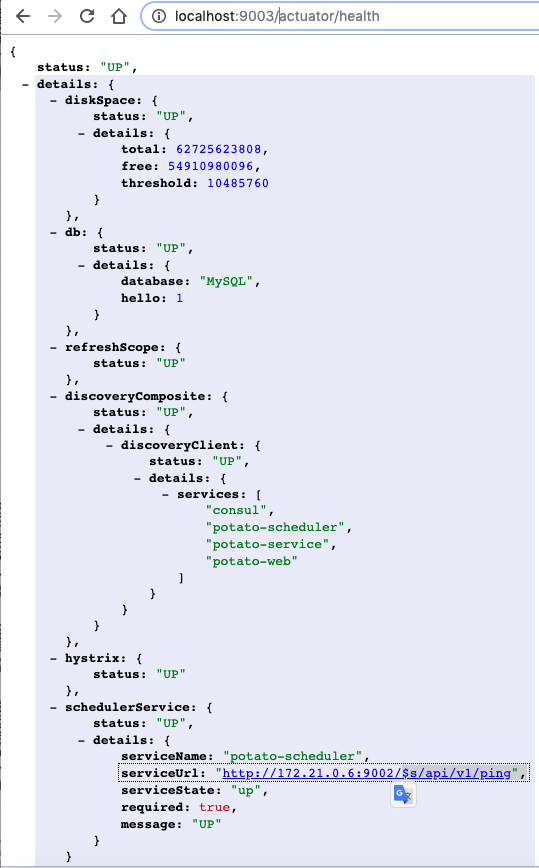 localhost:9003/actuator/health
{
status: "UP",
– details: {
– diskSpace: {
status: "UP",
– details: {
total: 62725623808,
free: 54910980096,
threshold: 10485760
}
},
– db: {
status: "UP",
– details: {
database: "MySQL",
hello: 1
}
},
– refreshScope: {
status: "UP"
},
– discoveryComposite: {
status: "UP",
– details: {
– discoveryClient: {
status: "UP",
– details: {
– services: [
"consul",
"potato-scheduler",
"potato-service",
"potato-web"
]
}
}
}
},
– hystrix: {
status: "UP"
},
– schedulerService: {
status: "UP",
– details: {
serviceName: "potato-scheduler",
serviceUrl: "http://172.21.0.6:9002/$s/api/v1/ping",
serviceState: "up",
required: true,
message: "UP"
}
}